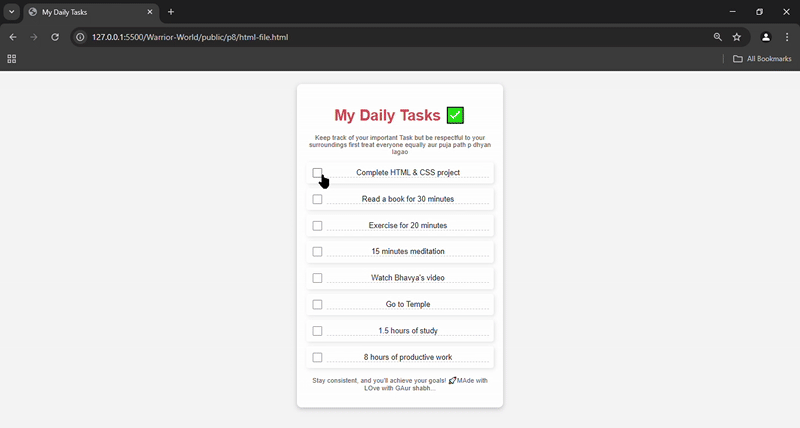 My Daily Tasks
127.0.0.1:5500/Warrior-World/public/p8/html-file.html
All Bookmarks
My Daily Tasks ✅
Keep track of your important Task but be respectful to your
surroundings first treat everyone equally aur puja path p dhyan
lagao
Complete HTML & CSS project
Read a book for 30 minutes
Exercise for 20 minutes
15 minutes meditation
Watch Bhavya's video
Go to Temple
1.5 hours of study
8 hours of productive work
Stay consistent, and you'll achieve your goals! 🚀MAde with
LOve with GAur shabh...